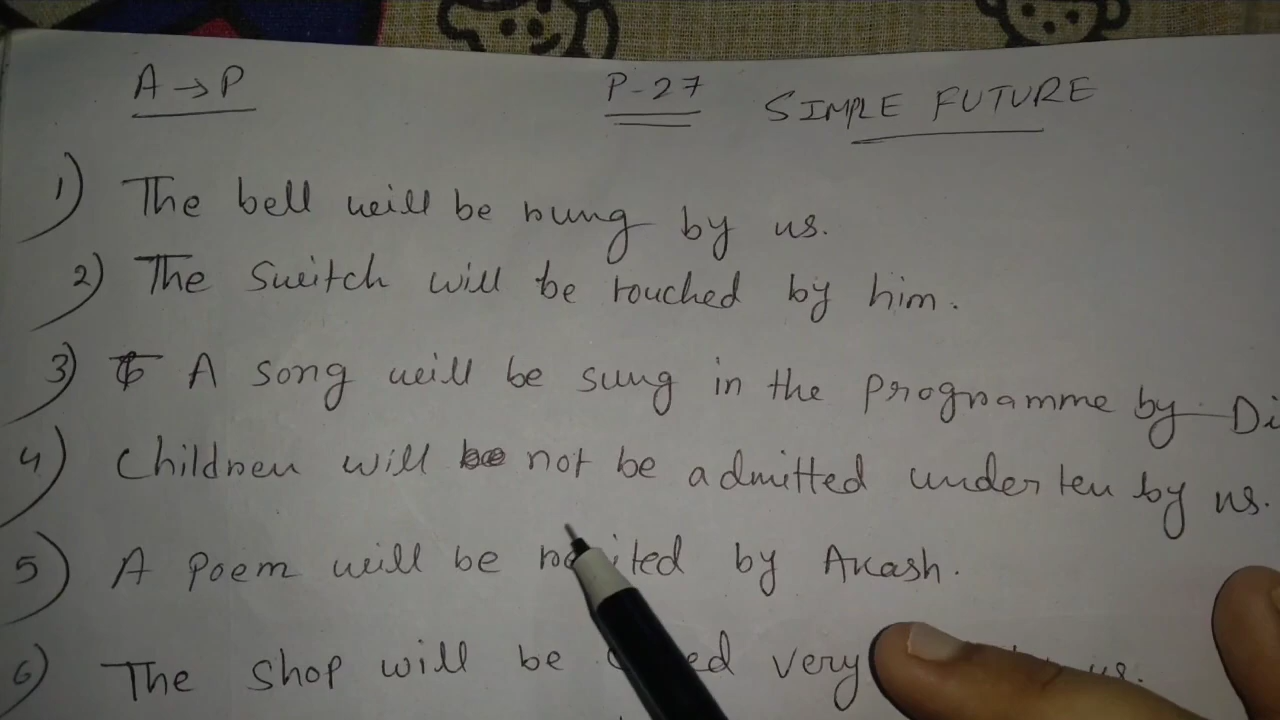 A → P P-27 SIMPLE FUTURE
1) The bell will be rung by us.
2) The switch will be touched by him.
3) A song will be sung in the programme by
4) Children will not be admitted under ten by us.
5) A poem will be by Akash.
6) The shop will be very us.